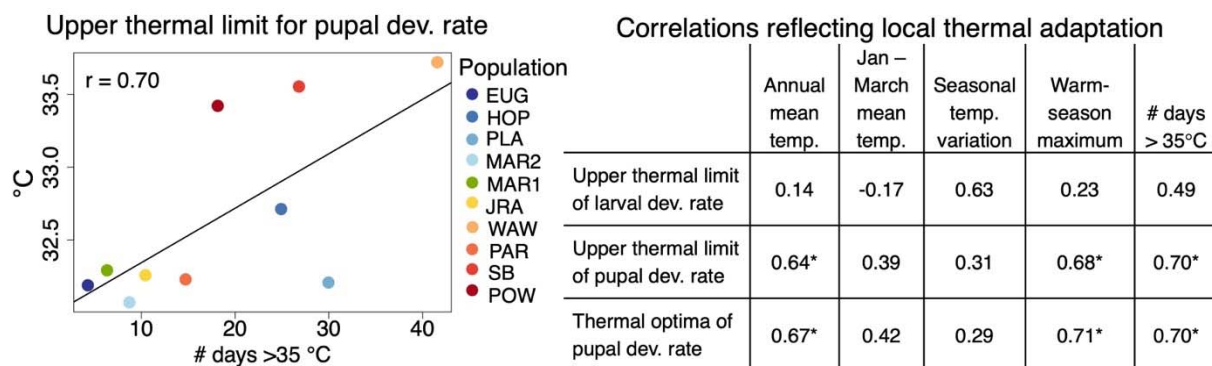 Upper thermal limit for pupal dev. rate
r = 0.70
33.5
33.0
32.5
°C
10 20 30 40
# days >35 °C
Population
EUG
HOP
PLA
MAR2
MAR1
JRA
WAW
PAR
SB
POW
Correlations reflecting local thermal adaptation
Annual mean temp.
Jan – March mean temp.
Seasonal temp. variation
Warm-season maximum
# days > 35°C
Upper thermal limit of larval dev. rate 0.14 -0.17 0.63 0.23 0.49
Upper thermal limit of pupal dev. rate 0.64* 0.39 0.31 0.68* 0.70*
Thermal optima of pupal dev. rate 0.67* 0.42 0.29 0.71* 0.70*